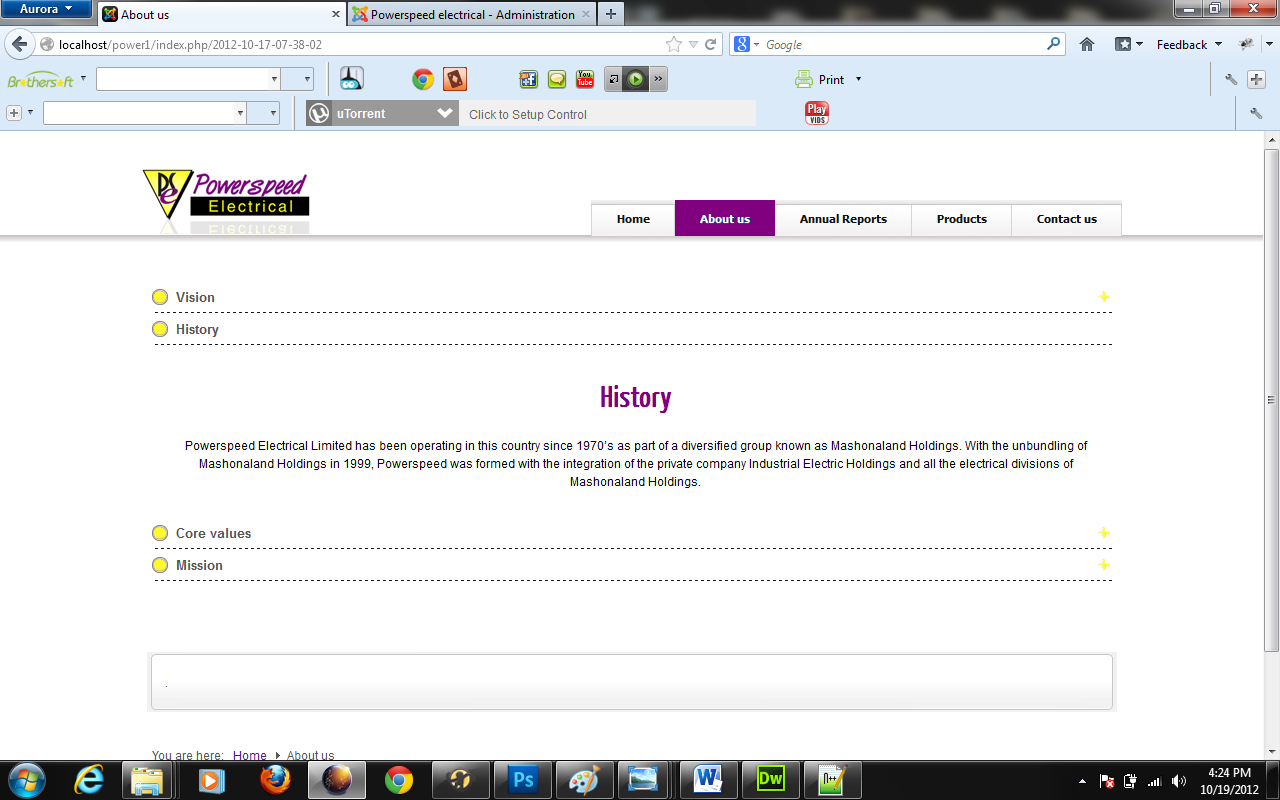 Aurora
About us
Powerspeed electrical - Administration
localhost/power1/index.php/2012-10-17-07-38-02
Google
Feedback
Brothersoft
You Tube
Print
uTorrent
Click to Setup Control
Play VIDS
Powerspeed
Electrical
Home
About us
Annual Reports
Products
Contact us
Vision
History
History
Powerspeed Electrical Limited has been operating in this country since 1970's as part of a diversified group known as Mashonaland Holdings. With the unbundling of
Mashonaland Holdings in 1999, Powerspeed was formed with the integration of the private company Industrial Electric Holdings and all the electrical divisions of
Mashonaland Holdings.
Core values
Mission
.
You are here: Home About us
Ps
W
Dw
4:24 PM
10/19/2012